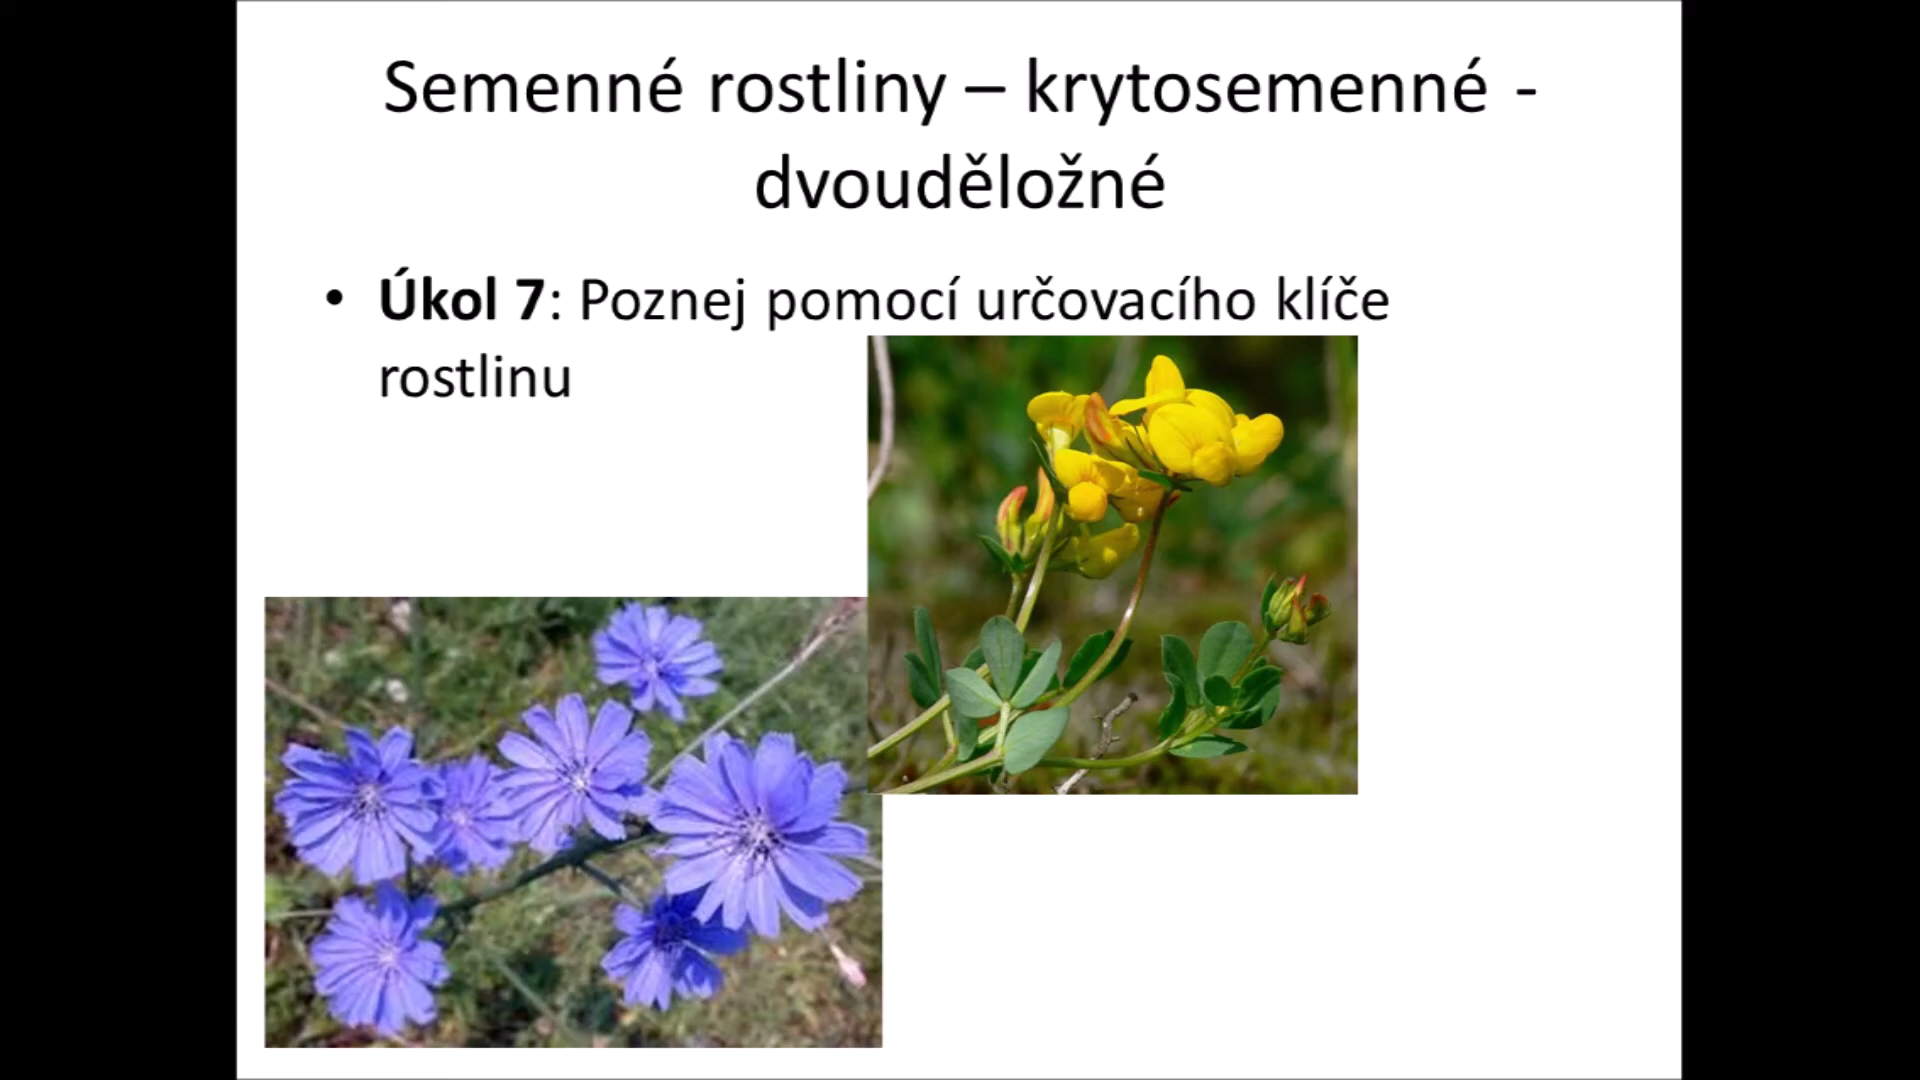 Semenné rostliny – krytosemenné -
dvouděložné
• Úkol 7: Poznej pomocí určovacího klíče
rostlinu